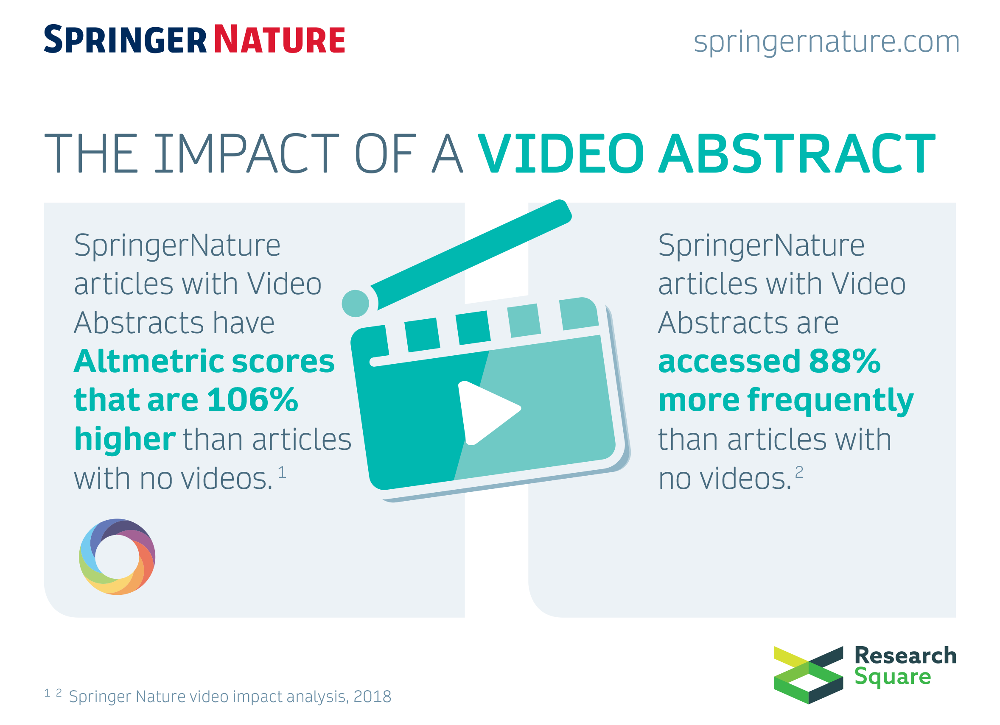 SPRINGER NATURE
springernature.com
THE IMPACT OF A VIDEO ABSTRACT
SpringerNature
articles with Video
Abstracts have
Altmetric scores
that are 106%
higher than articles
with no videos. 1
SpringerNature
articles with Video
Abstracts are
accessed 88%
more frequently
than articles with
no videos. 2
1 2 Springer Nature video impact analysis, 2018
Research
Square